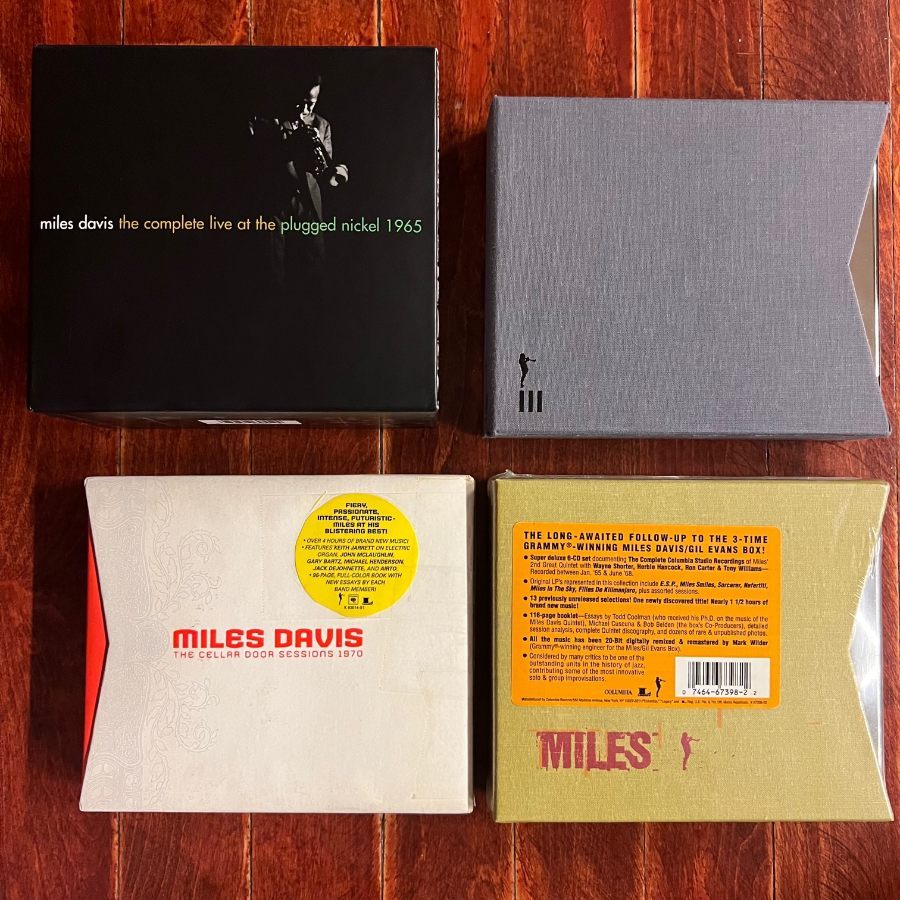 miles davis the complete live at the plugged nickel 1965
III
FIERY,
PASSIONATE,
INTENSE, FUTURISTIC-
MILES AT HIS
BLISTERING BEST!
• OVER 4 HOURS OF BRAND NEW MUSIC!
• FEATURES KEITH JARRETT ON ELECTRIC
ORGAN, JOHN McLAUGHLIN,
GARY BARTZ, MICHAEL HENDERSON,
JACK DEJOHNETTE, AND AIRTO.
• 96-PAGE, FULL-COLOR BOOK WITH
NEW ESSAYS BY EACH
BAND MEMBER!
MILES DAVIS
THE CELLAR DOOR SESSIONS 1970
THE LONG-AWAITED FOLLOW-UP TO THE 3-TIME
GRAMMY®-WINNING MILES DAVIS/GIL EVANS BOX!
• Super deluxe 6-CD set documenting The Complete Columbia Studio Recordings of Miles'
2nd Great Quintet with Wayne Shorter, Herbie Hancock, Ron Carter & Tony Williams—
Recorded between Jan. '65 & June '68.
• Original LP's represented in this collection include E.S.P., Miles Smiles, Sorcerer, Nefertiti,
Miles In The Sky, Filles De Kilimanjaro, plus assorted sessions.
• 13 previously unreleased selections! One newly discovered title! Nearly 1 1/2 hours of
brand new music!
• 116-page booklet—Essays by Todd Coolman (who received his Ph.D. on the music of the
Miles Davis Quintet), Michael Cuscuna & Bob Belden (the box's Co-Producers), detailed
session analysis, complete Quintet discography, and dozens of rare & unpublished photos.
• All the music has been 20-Bit digitally remixed & remastered by Mark Wilder
(Grammy®-winning engineer for the Miles/Gil Evans Box).
• Considered by many critics to be one of the
outstanding units in the history of jazz,
contributing some of the most innovative
solo & group improvisations.
COLUMBIA
0 7464-67398-2 2
MILES